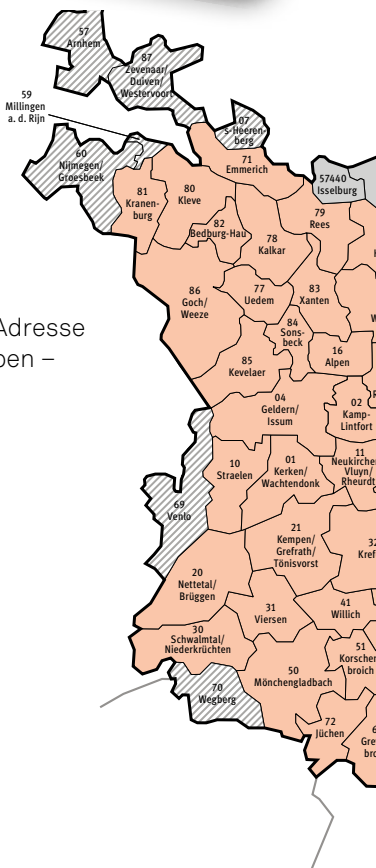 57
Arnhem
87
Zevenaar/
Duiven/
Westervoort
59
Millingen
a. d. Rijn
07
s-Heeren-
berg
60
Nijmegen/
Groesbeek
71
Emmerich
57440
Isselburg
81
Kranen-
burg
80
Kleve
79
Rees
82
Bedburg-Hau
78
Kalkar
86
Goch/
Weeze
77
Uedem
83
Xanten
84
Sons-
beck
Adresse
16
Alpen
85
Kevelaer
04
Geldern/
Issum
02
Kamp-
Lintfort
10
Straelen
01
Kerken/
Wachtendonk
11
Neukirchen
Vluyn/
Rheurdt
69
Venlo
21
Kempen/
Grefrath/
Tönisvorst
32
Kref
20
Nettetal/
Brüggen
31
Viersen
41
Willich
30
Schwalmtal/
Niederkrüchten
51
Korschen
broich
50
Mönchengladbach
70
Wegberg
72
Jüchen